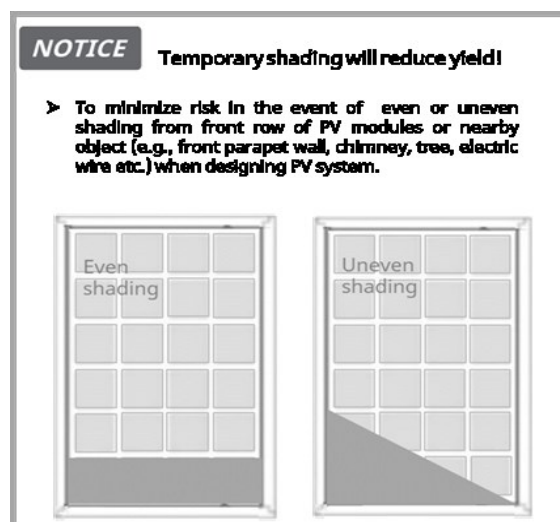 NOTICE
Temporary shading will reduce yield!
➢ To minimize risk in the event of even or uneven
shading from front row of PV modules or nearby
object (e.g., front parapet wall, chimney, tree, electric
wire etc.) when designing PV system.
Even
shading
Uneven
shading